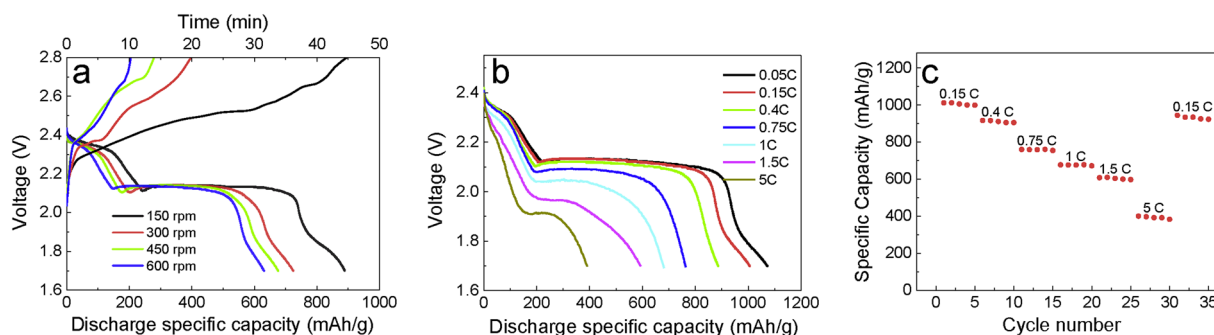 Time (min)
0 10 20 30 40 50
a
2.8
2.6
2.4
2.2
2.0
1.8
1.6
Voltage (V)
150 rpm
300 rpm
450 rpm
600 rpm
0 200 400 600 800 1000
Discharge specific capacity (mAh/g)
b
2.4
2.2
2.0
1.8
1.6
Voltage (V)
0.05C
0.15C
0.4C
0.75C
1C
1.5C
5C
0 200 400 600 800 1000 1200
Discharge specific capacity (mAh/g)
c
1200
1000
800
600
400
200
0
Specific Capacity (mAh/g)
0.15 C
0.4 C
0.75 C
1 C
1.5 C
5 C
0.15 C
0 5 10 15 20 25 30 35
Cycle number